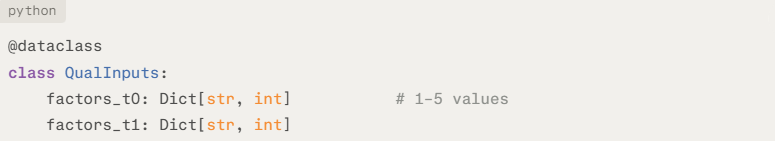 python
@dataclass
class QualInputs:
    factors_t0: Dict[str, int]          # 1-5 values
    factors_t1: Dict[str, int]